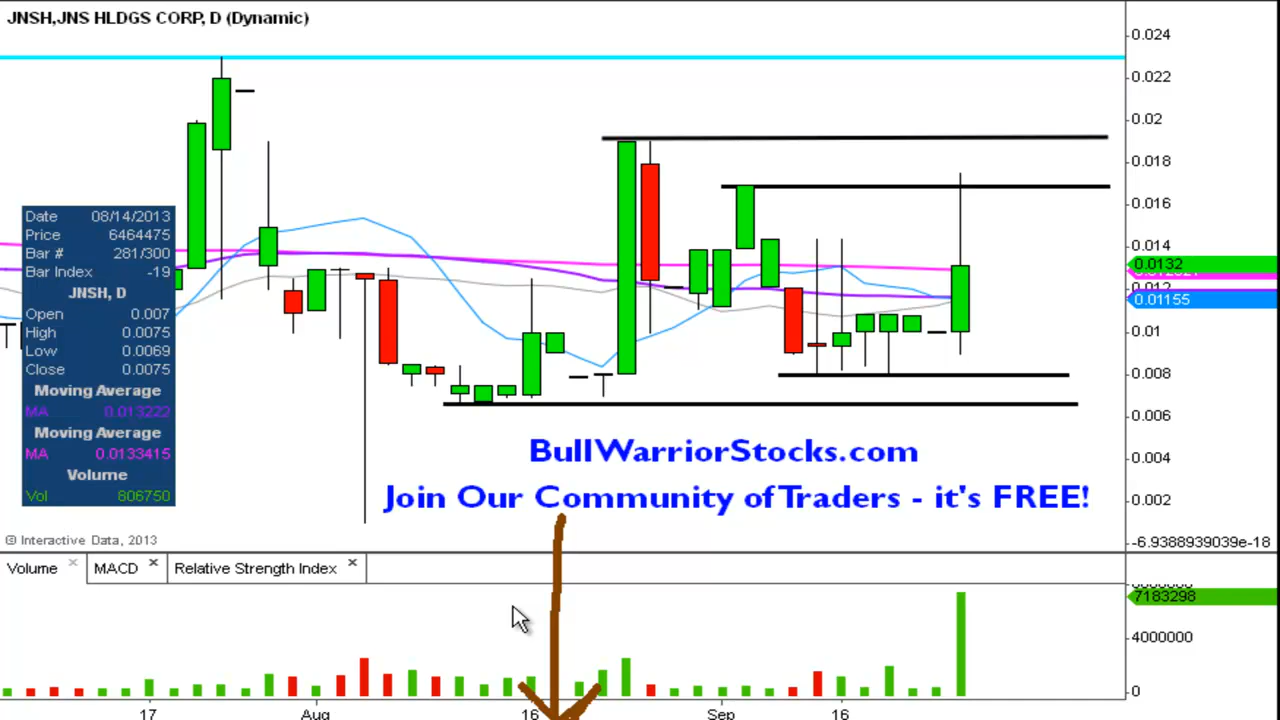 JNSH,JNS HLDGS CORP, D (Dynamic)
0.024
0.022
0.02
0.018
0.016
0.014
0.0132
0.012
0.01155
0.01
0.008
0.006
0.004
0.002
-6.9388939039e-18
Date 08/14/2013
Price 6464475
Bar # 281/300
Bar Index -19
JNSH, D
Open 0.007
High 0.0075
Low 0.0069
Close 0.0075
Moving Average
MA 0.013222
Moving Average
MA 0.0133415
Volume
Vol 806750
BullWarriorStocks.com
Join Our Community of Traders - it's FREE!
© Interactive Data, 2013
Volume MACD Relative Strength Index
7183298
4000000
0
17 Aug 16 Sep 16